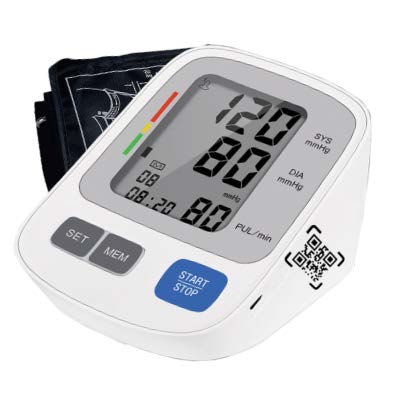 120
SYS
mmHg
80
DIA
mmHg
08
mmHg
08:20
80
PUL/min
SET
MEM
START
STOP